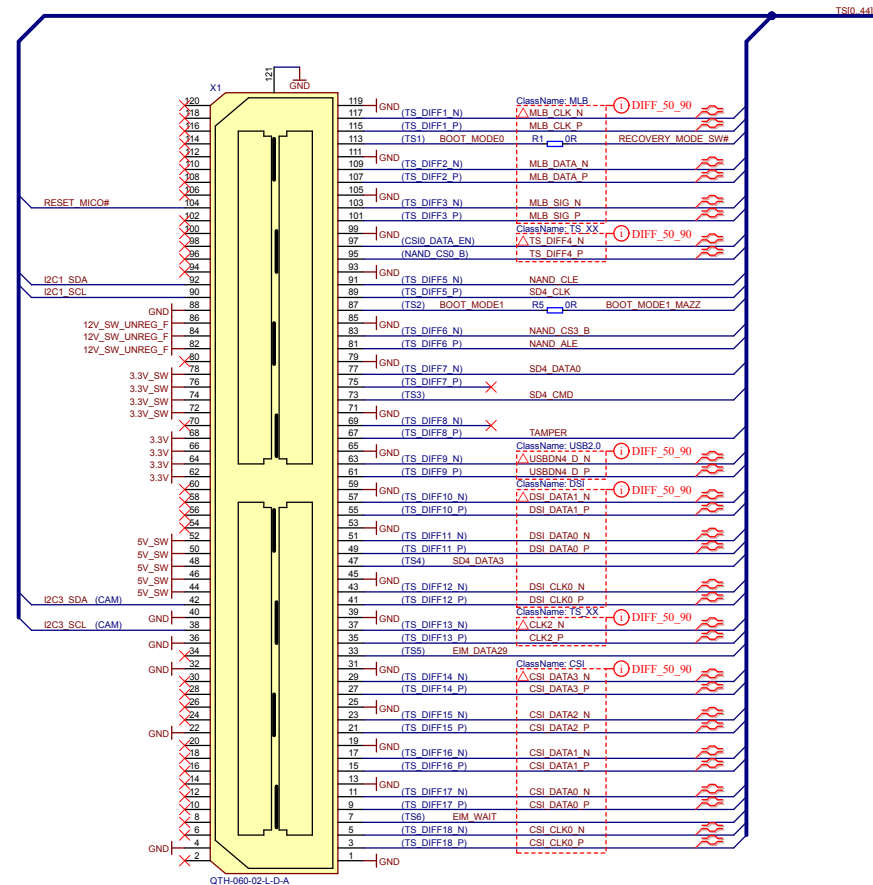 TS[0..44]
121
GND
X1
120 119 GND ClassName: MLB i DIFF_50_90
118 117 (TS_DIFF1_N) MLB_CLK_N
116 115 (TS_DIFF1_P) MLB_CLK_P
114 113 (TS1) BOOT_MODE0 R1 0R RECOVERY_MODE_SW#
112 111 GND
110 109 (TS_DIFF2_N) MLB_DATA_N
108 107 (TS_DIFF2_P) MLB_DATA_P
106 105 GND
RESET_MICO# 104 103 (TS_DIFF3_N) MLB_SIG_N
102 101 (TS_DIFF3_P) MLB_SIG_P
100 99 GND ClassName: TS_XX i DIFF_50_90
98 97 (CSI0_DATA_EN) TS_DIFF4_N
96 95 (NAND_CS0_B) TS_DIFF4_P
94 93 GND
I2C1_SDA 92 91 (TS_DIFF5_N) NAND_CLE
I2C1_SCL 90 89 (TS_DIFF5_P) SD4_CLK
GND 88 87 (TS2) BOOT_MODE1 R5 0R BOOT_MODE1_MAZZ
12V_SW_UNREG_F 86 85 GND
12V_SW_UNREG_F 84 83 (TS_DIFF6_N) NAND_CS3_B
12V_SW_UNREG_F 82 81 (TS_DIFF6_P) NAND_ALE
80 79 GND
3.3V_SW 78 77 (TS_DIFF7_N) SD4_DATA0
3.3V_SW 76 75 (TS_DIFF7_P)
3.3V_SW 74 73 (TS3) SD4_CMD
3.3V_SW 72 71 GND
70 69 (TS_DIFF8_N)
3.3V 68 67 (TS_DIFF8_P) TAMPER
3.3V 66 65 GND ClassName: USB2.0 i DIFF_50_90
3.3V 64 63 (TS_DIFF9_N) USBDN4_D_N
3.3V 62 61 (TS_DIFF9_P) USBDN4_D_P
60 59 GND ClassName: DSI i DIFF_50_90
58 57 (TS_DIFF10_N) DSI_DATA1_N
56 55 (TS_DIFF10_P) DSI_DATA1_P
54 53 GND
5V_SW 52 51 (TS_DIFF11_N) DSI_DATA0_N
5V_SW 50 49 (TS_DIFF11_P) DSI_DATA0_P
5V_SW 48 47 (TS4) SD4_DATA3
5V_SW 46 45 GND
5V_SW 44 43 (TS_DIFF12_N) DSI_CLK0_N
I2C3_SDA (CAM) 42 41 (TS_DIFF12_P) DSI_CLK0_P
GND 40 39 GND ClassName: TS_XX i DIFF_50_90
I2C3_SCL (CAM) 38 37 (TS_DIFF13_N) CLK2_N
GND 36 35 (TS_DIFF13_P) CLK2_P
34 33 (TS5) EIM_DATA29
GND 32 31 GND ClassName: CSI i DIFF_50_90
30 29 (TS_DIFF14_N) CSI_DATA3_N
28 27 (TS_DIFF14_P) CSI_DATA3_P
26 25 GND
24 23 (TS_DIFF15_N) CSI_DATA2_N
GND 22 21 (TS_DIFF15_P) CSI_DATA2_P
20 19 GND
18 17 (TS_DIFF16_N) CSI_DATA1_N
16 15 (TS_DIFF16_P) CSI_DATA1_P
14 13 GND
12 11 (TS_DIFF17_N) CSI_DATA0_N
10 9 (TS_DIFF17_P) CSI_DATA0_P
8 7 (TS6) EIM_WAIT
6 5 (TS_DIFF18_N) CSI_CLK0_N
GND 4 3 (TS_DIFF18_P) CSI_CLK0_P
2 1 GND
QTH-060-02-L-D-A